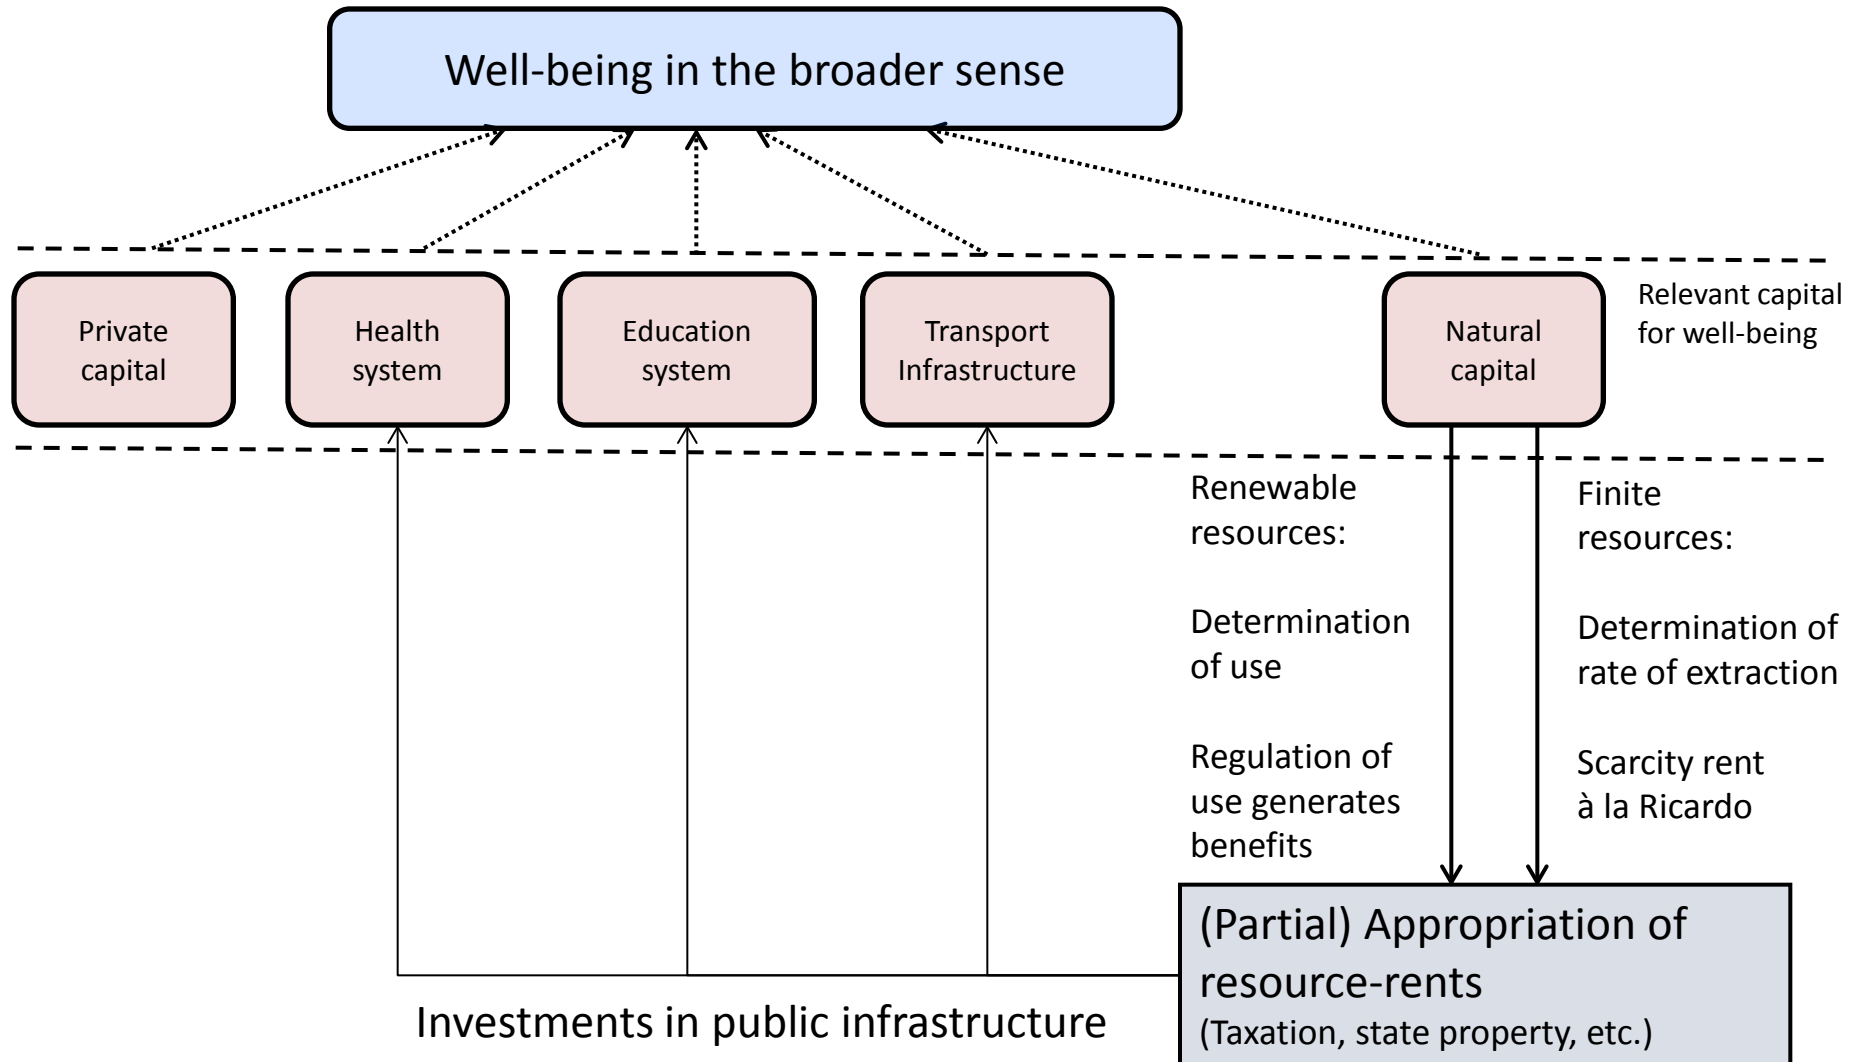 Well-being in the broader sense
Private
capital
Health
system
Education
system
Transport
Infrastructure
Natural
capital
Relevant capital
for well-being
Renewable
resources:
Determination
of use
Regulation of
use generates
benefits
Finite
resources:
Determination of
rate of extraction
Scarcity rent
à la Ricardo
(Partial) Appropriation of
resource-rents
(Taxation, state property, etc.)
Investments in public infrastructure